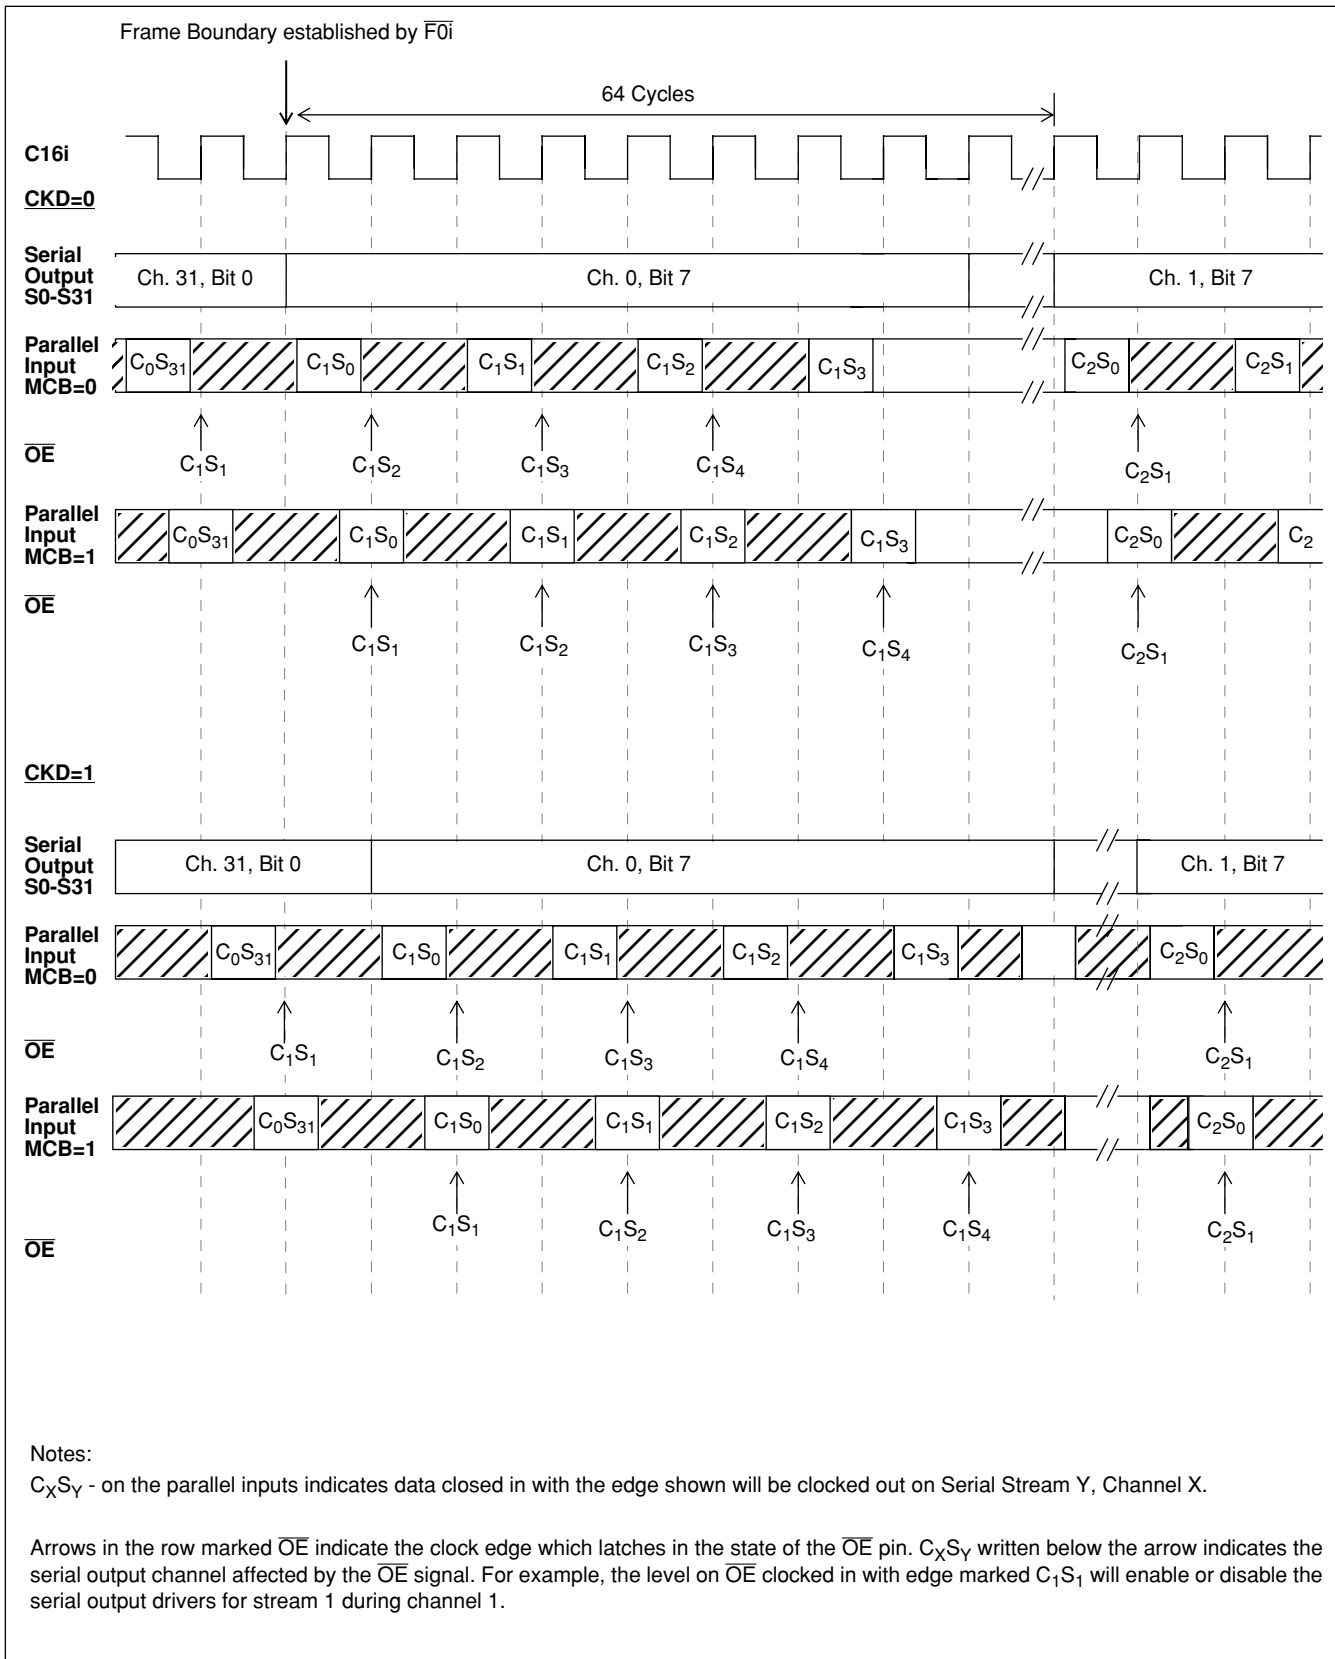 Frame Boundary established by F0i
64 Cycles
C16i
CKD=0
Serial
Output
S0-S31
Ch. 31, Bit 0 Ch. 0, Bit 7 // Ch. 1, Bit 7
Parallel
Input
MCB=0
C0S31 C1S0 C1S1 C1S2 C1S3 // C2S0 C2S1
OE
C1S1 C1S2 C1S3 C1S4 C2S1
Parallel
Input
MCB=1
C0S31 C1S0 C1S1 C1S2 C1S3 // C2S0 C2
OE
C1S1 C1S2 C1S3 C1S4 C2S1
CKD=1
Serial
Output
S0-S31
Ch. 31, Bit 0 Ch. 0, Bit 7 // Ch. 1, Bit 7
Parallel
Input
MCB=0
C0S31 C1S0 C1S1 C1S2 C1S3 // C2S0
OE
C1S1 C1S2 C1S3 C1S4 C2S1
Parallel
Input
MCB=1
C0S31 C1S0 C1S1 C1S2 C1S3 // C2S0
OE
C1S1 C1S2 C1S3 C1S4 C2S1
Notes:
CXSY - on the parallel inputs indicates data closed in with the edge shown will be clocked out on Serial Stream Y, Channel X.
Arrows in the row marked OE indicate the clock edge which latches in the state of the OE pin. CXSY written below the arrow indicates the
serial output channel affected by the OE signal. For example, the level on OE clocked in with edge marked C1S1 will enable or disable the
serial output drivers for stream 1 during channel 1.